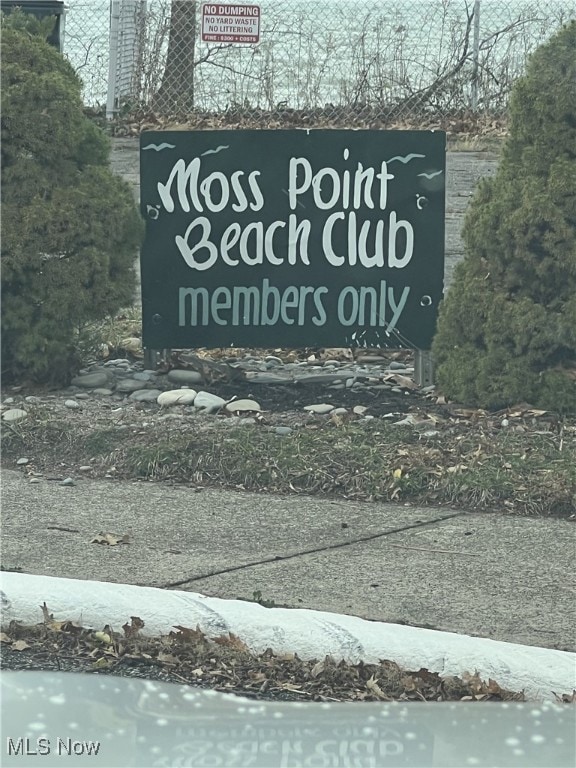 NO DUMPING
NO YARD WASTE
NO LITTERING
Moss Point
Beach Club
members only
MLS Now